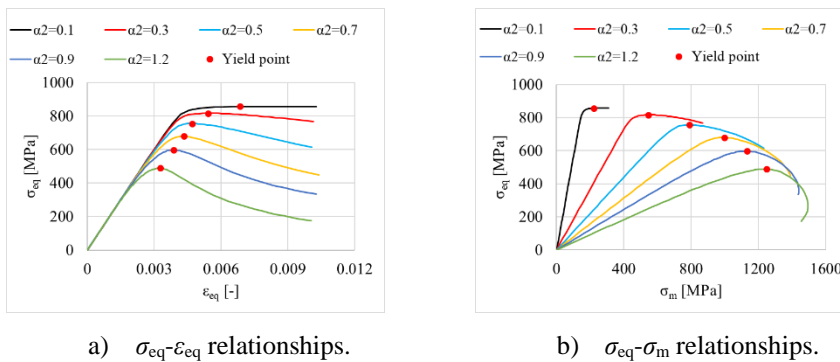 α2=0.1 α2=0.3 α2=0.5 α2=0.7
α2=0.9 α2=1.2 Yield point
1000
800
600
400
200
0
σeq [MPa]
0 0.003 0.006 0.009 0.012
εeq [-]
a) σeq-εeq relationships.
α2=0.1 α2=0.3 α2=0.5 α2=0.7
α2=0.9 α2=1.2 Yield point
1000
800
600
400
200
0
σeq [MPa]
0 400 800 1200 1600
σm [MPa]
b) σeq-σm relationships.